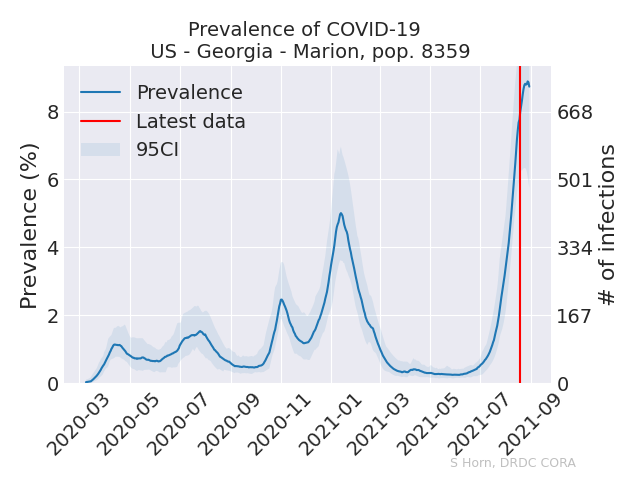 Prevalence of COVID-19
US - Georgia - Marion, pop. 8359
Prevalence
Latest data
95CI
Prevalence (%)
8
6
4
2
0
668
501
334
167
0
# of infections
2020-03
2020-05
2020-07
2020-09
2020-11
2021-01
2021-03
2021-05
2021-07
2021-09
S Horn, DRDC CORA